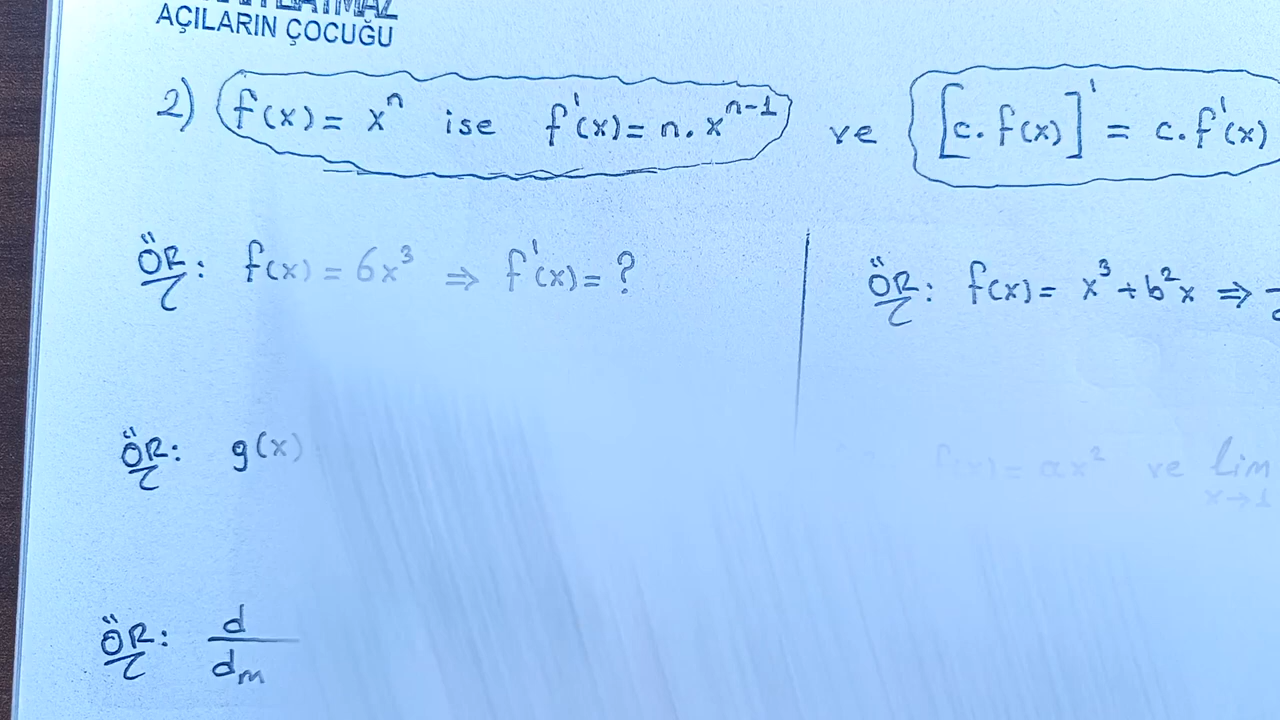 AÇILARIN ÇOCUĞU
2) f(x) = xⁿ ise f'(x) = n . xⁿ⁻¹ ve [c . f(x)]' = c . f'(x)
ÖR: f(x) = 6x³ ⇒ f'(x) = ?
ÖR: f(x) = x³ + b²x ⇒
ÖR: g(x)
f(x) = ax² ve lim
x→1
ÖR: d
dm